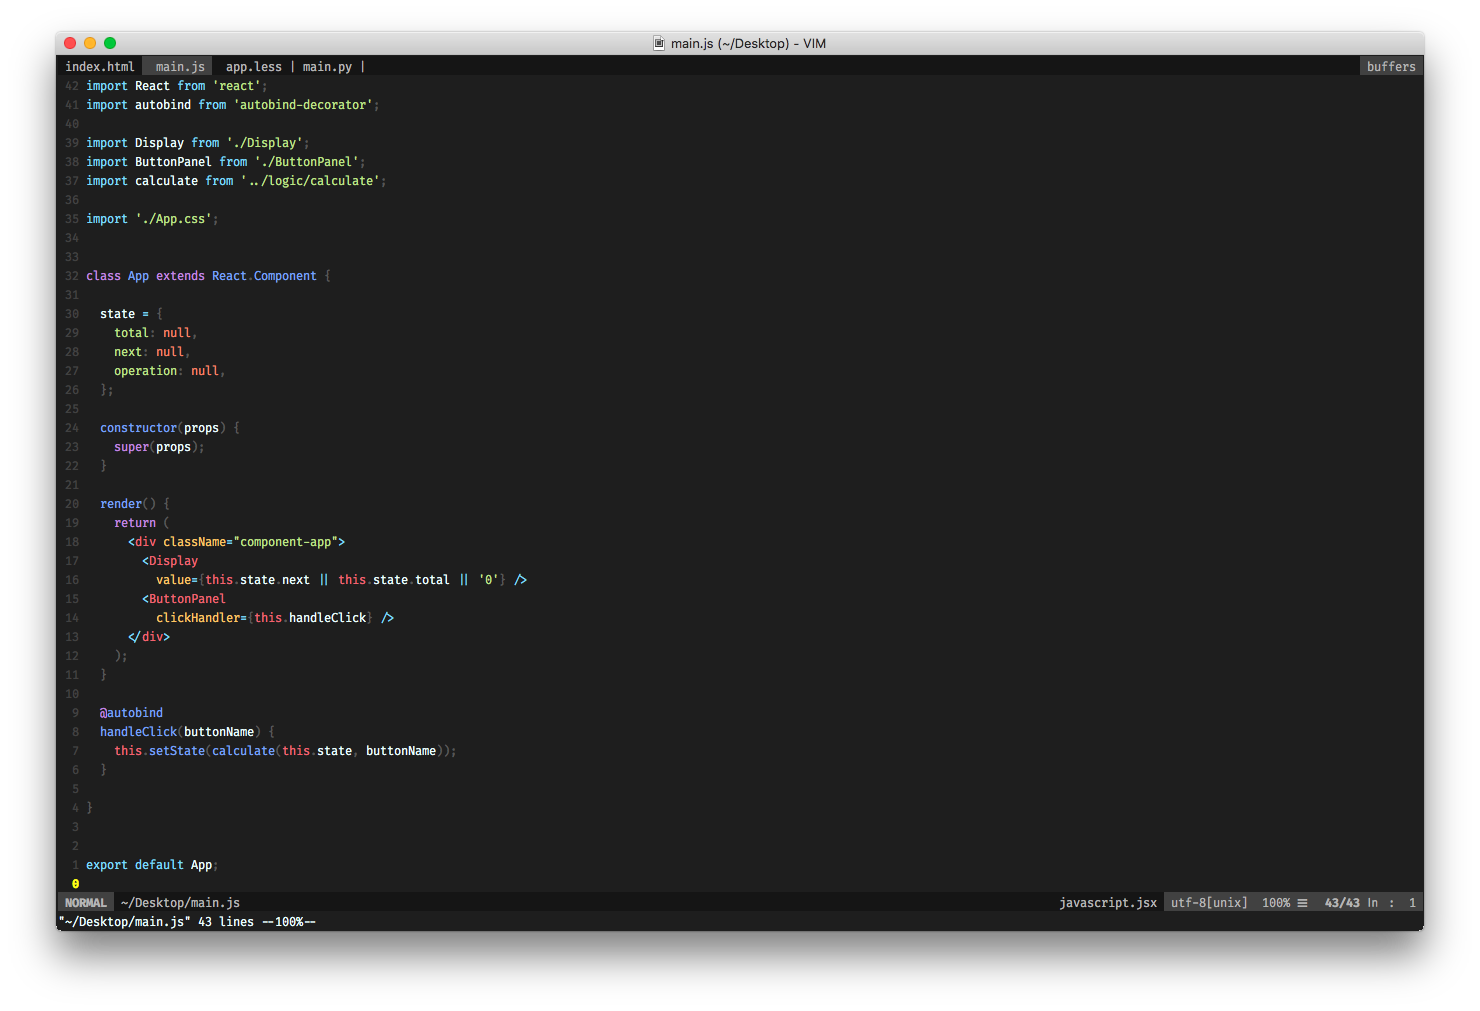 main.js (~/Desktop) - VIM
index.html main.js app.less | main.py | buffers
42 import React from 'react';
41 import autobind from 'autobind-decorator';
40
39 import Display from './Display';
38 import ButtonPanel from './ButtonPanel';
37 import calculate from '../logic/calculate';
36
35 import './App.css';
34
33
32 class App extends React.Component {
31
30   state = {
29     total: null,
28     next: null,
27     operation: null,
26   };
25
24   constructor(props) {
23     super(props);
22   }
21
20   render() {
19     return (
18       <div className="component-app">
17         <Display
16           value={this.state.next || this.state.total || '0'} />
15         <ButtonPanel
14           clickHandler={this.handleClick} />
13       </div>
12     );
11   }
10
9   @autobind
8   handleClick(buttonName) {
7     this.setState(calculate(this.state, buttonName));
6   }
5
4 }
3
2
1 export default App;
0
NORMAL ~/Desktop/main.js javascript.jsx utf-8[unix] 100% ☰ 43/43 ln : 1
"~/Desktop/main.js" 43 lines --100%--